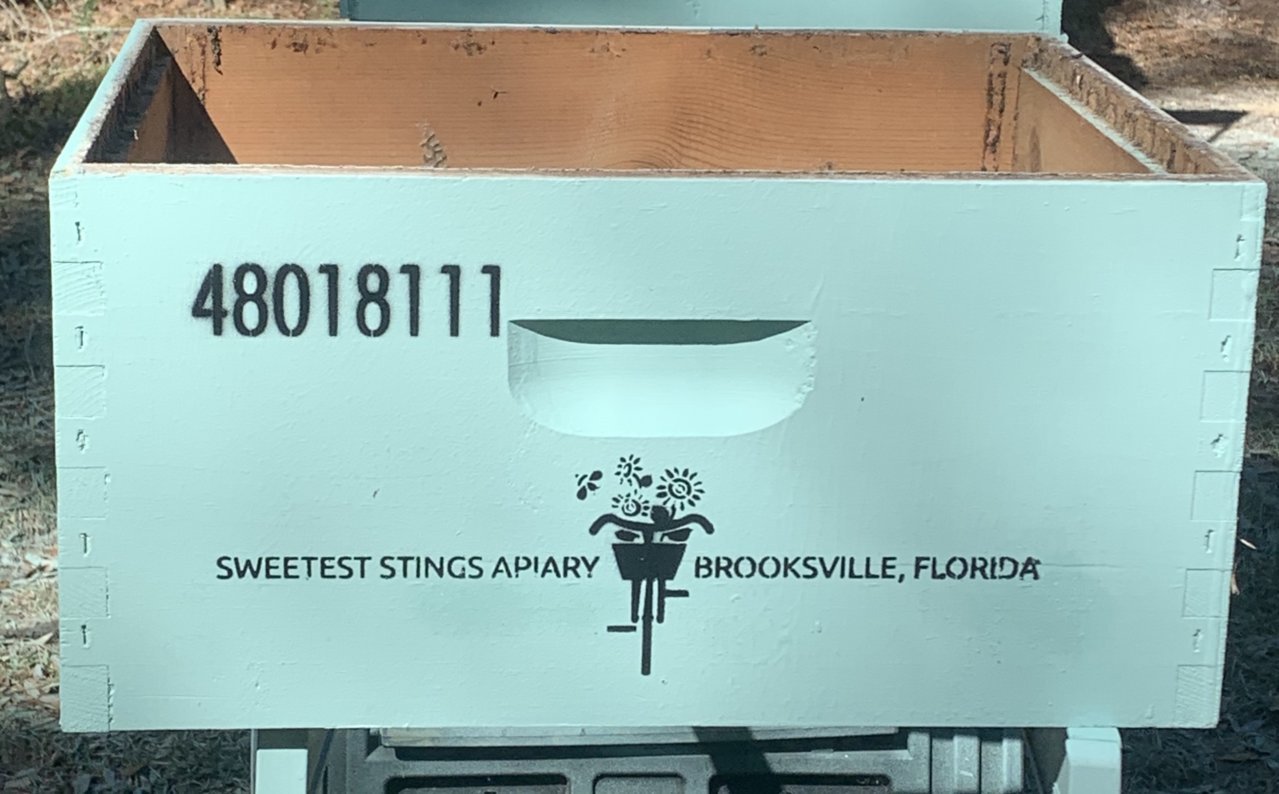 48018111
SWEETEST STINGS APIARY BROOKSVILLE, FLORIDA